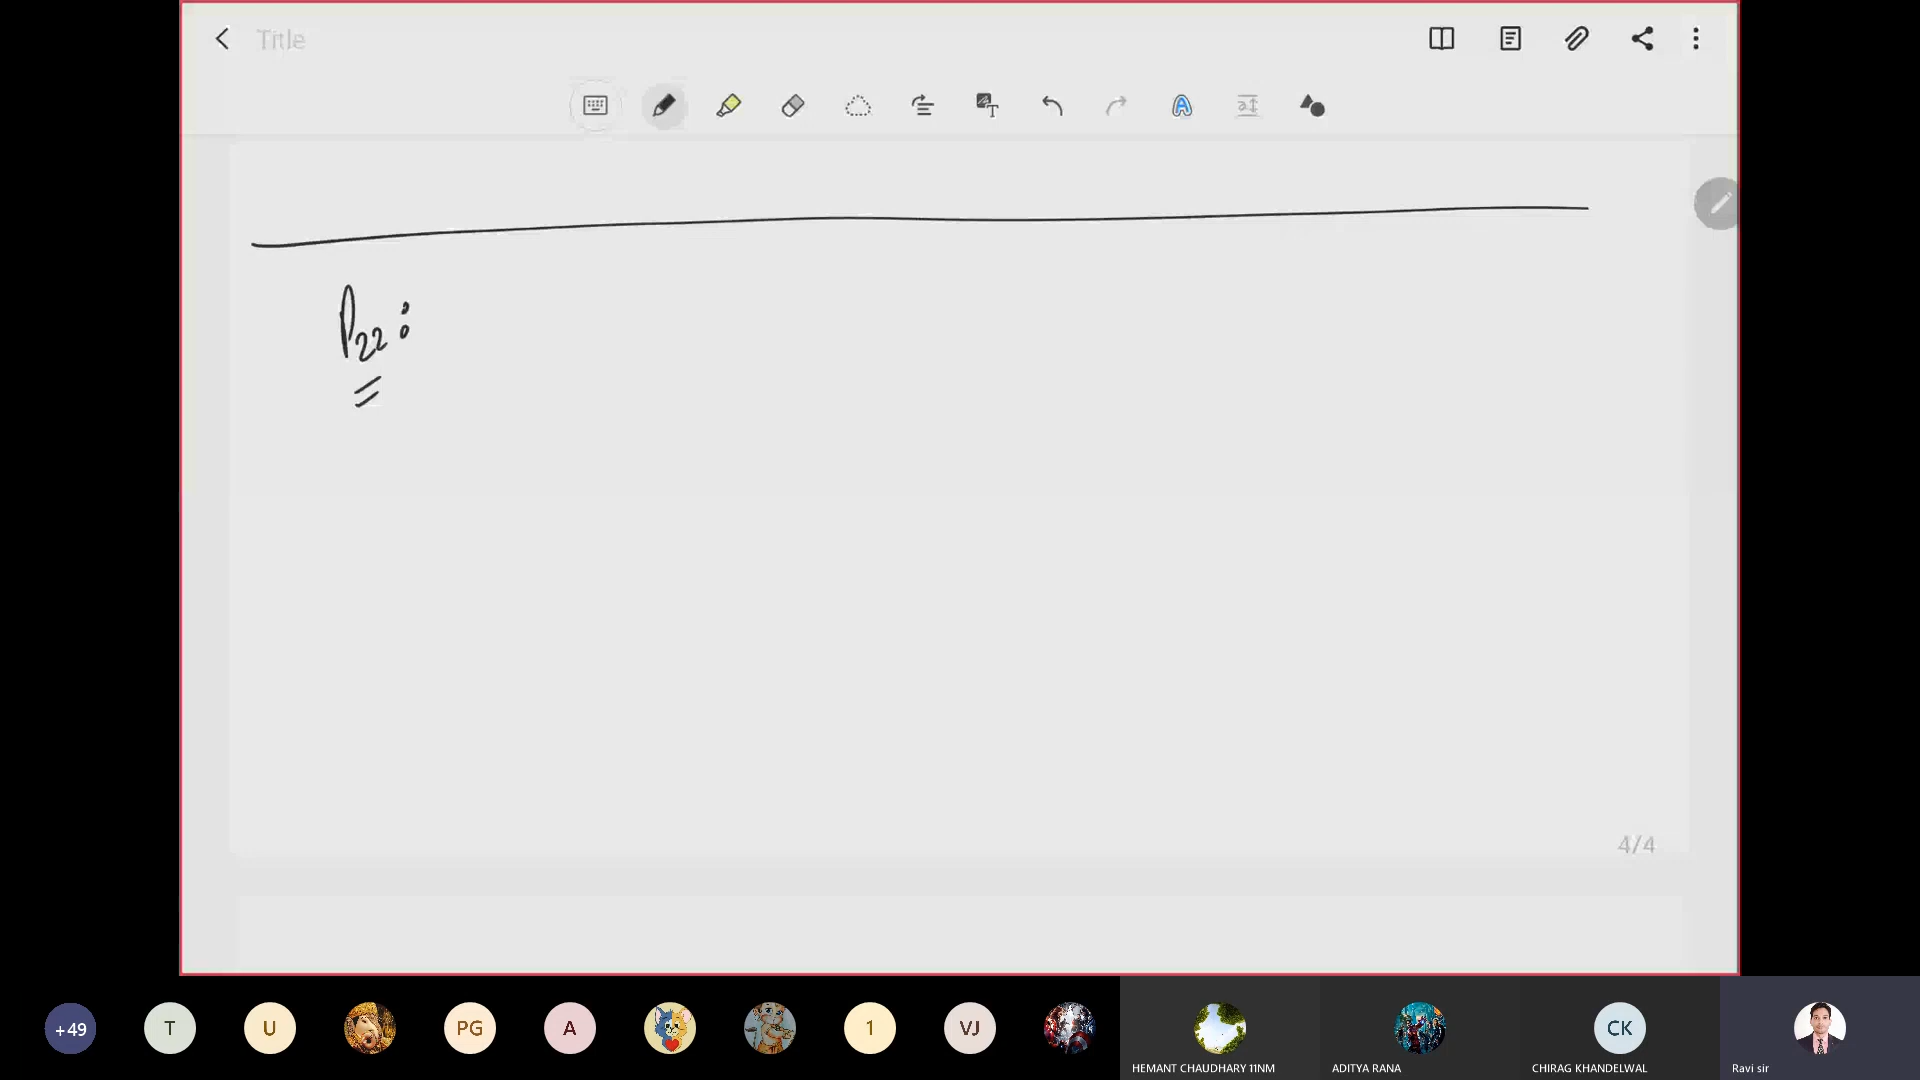 Title
P22:
4/4
+49 T U PG A 1 VJ CK
HEMANT CHAUDHARY 11NM ADITYA RANA CHIRAG KHANDELWAL Ravi sir